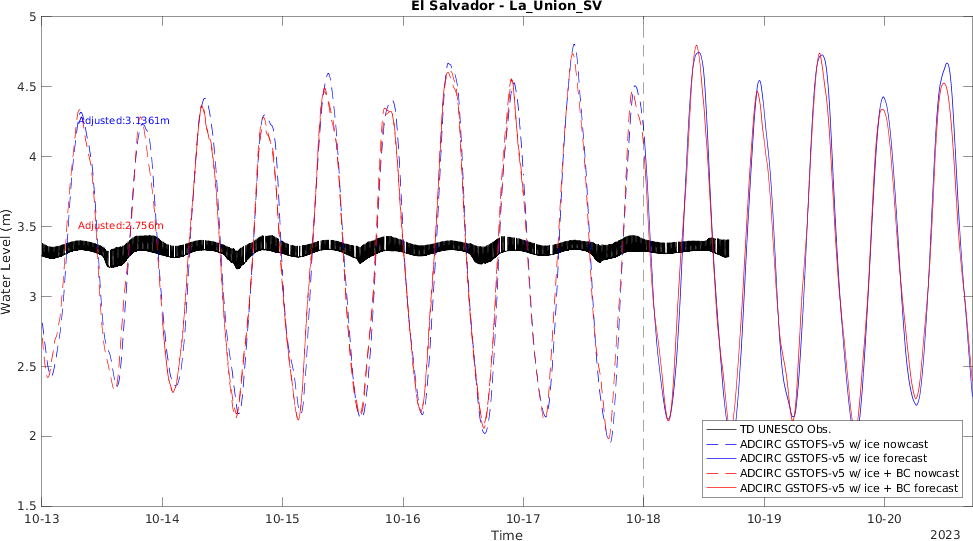 El Salvador - La_Union_SV
Water Level (m)
5
4.5
4
3.5
3
2.5
2
1.5
Adjusted:3.1361m
Adjusted:2.756m
TD UNESCO Obs.
ADCIRC GSTOFS-v5 w/ ice nowcast
ADCIRC GSTOFS-v5 w/ ice forecast
ADCIRC GSTOFS-v5 w/ ice + BC nowcast
ADCIRC GSTOFS-v5 w/ ice + BC forecast
10-13 10-14 10-15 10-16 10-17 10-18 10-19 10-20
Time
2023